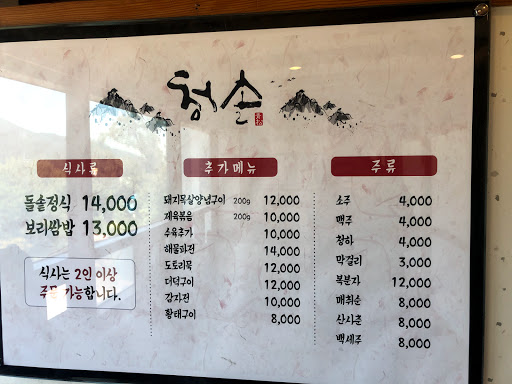 청솔
식사류
돌솥정식 14,000
보리쌈밥 13,000
식사는 2인 이상
주문 가능합니다.
추가메뉴
돼지목살양념구이 200g 12,000
제육볶음 200g 10,000
수육추가 10,000
해물파전 14,000
도토리묵 12,000
더덕구이 12,000
감자전 10,000
황태구이 8,000
주류
소주 4,000
맥주 4,000
청하 4,000
막걸리 3,000
복분자 12,000
매취순 8,000
산사춘 8,000
백세주 8,000